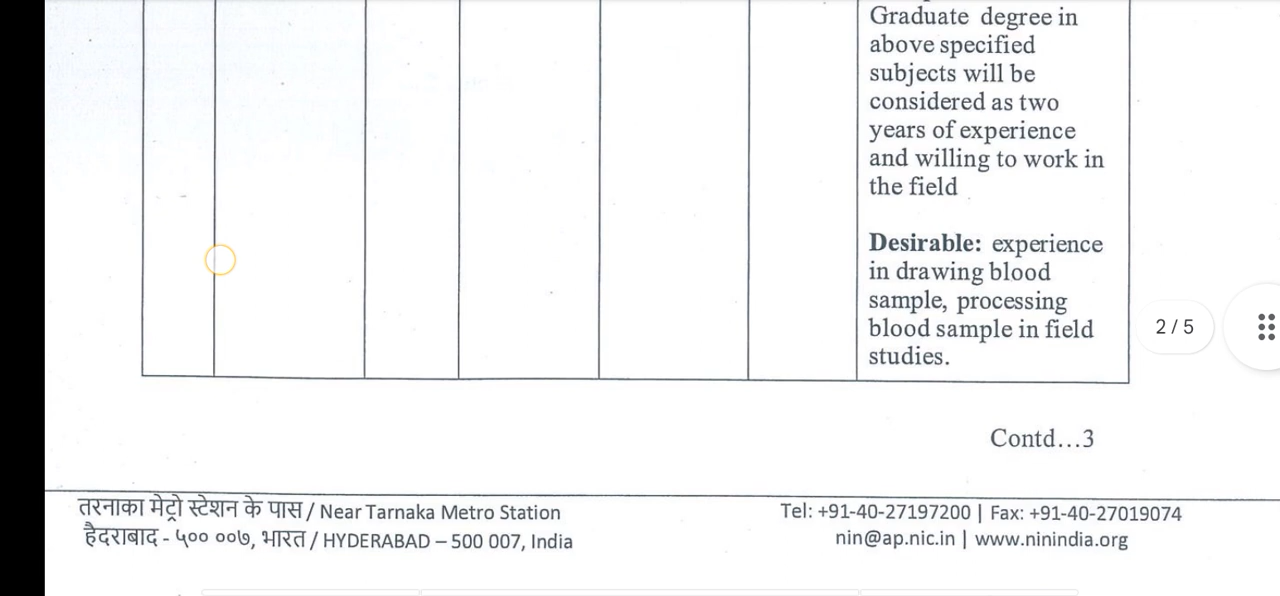 Graduate degree in
above specified
subjects will be
considered as two
years of experience
and willing to work in
the field
Desirable: experience
in drawing blood
sample, processing
blood sample in field
studies.
2 / 5
Contd...3
तरनाका मेट्रो स्टेशन के पास / Near Tarnaka Metro Station
हैदराबाद - ५०० ००७, भारत / HYDERABAD – 500 007, India
Tel: +91-40-27197200 | Fax: +91-40-27019074
nin@ap.nic.in | www.ninindia.org